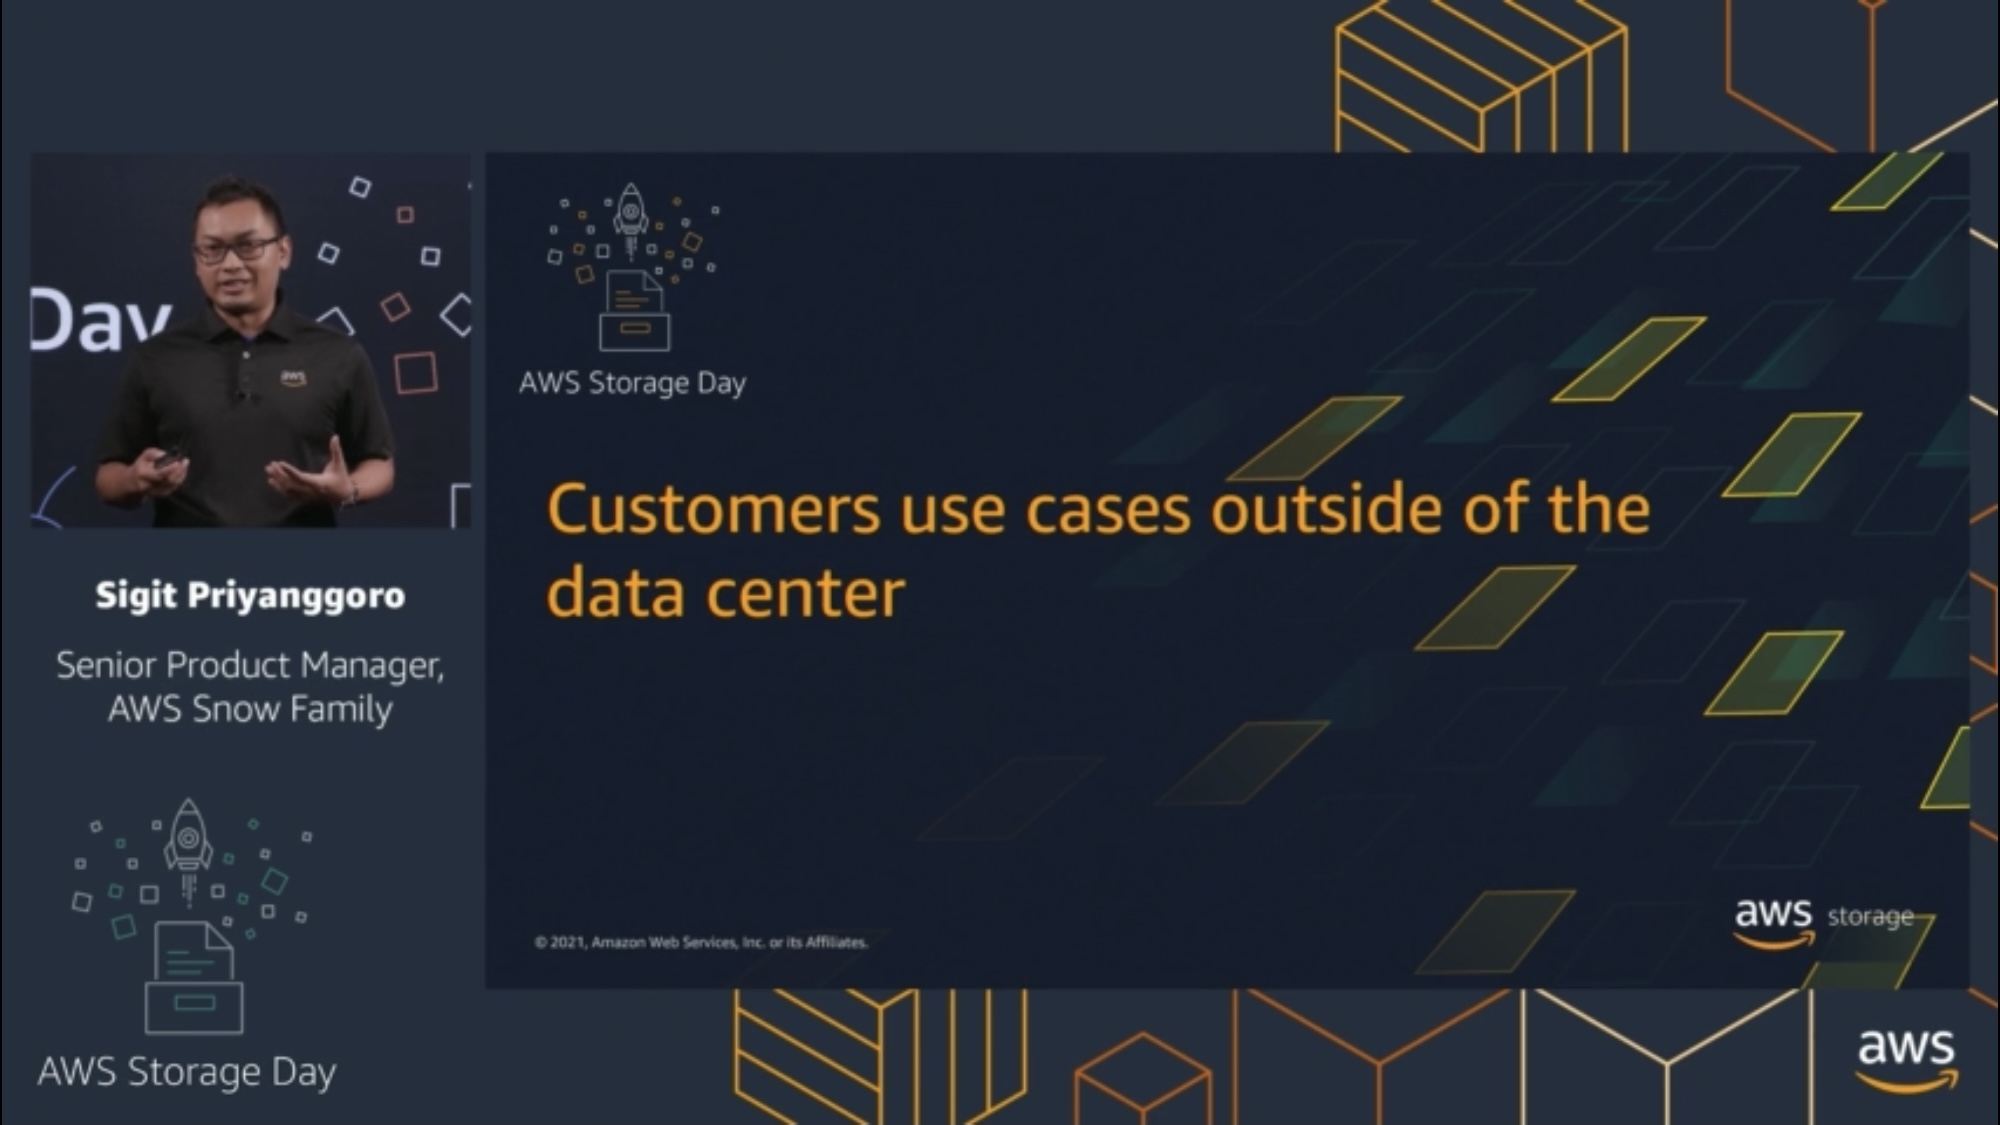 Day
aws
Sigit Priyanggoro
Senior Product Manager,
AWS Snow Family
AWS Storage Day
AWS Storage Day
Customers use cases outside of the
data center
© 2021, Amazon Web Services, Inc. or its Affiliates.
aws storage
aws